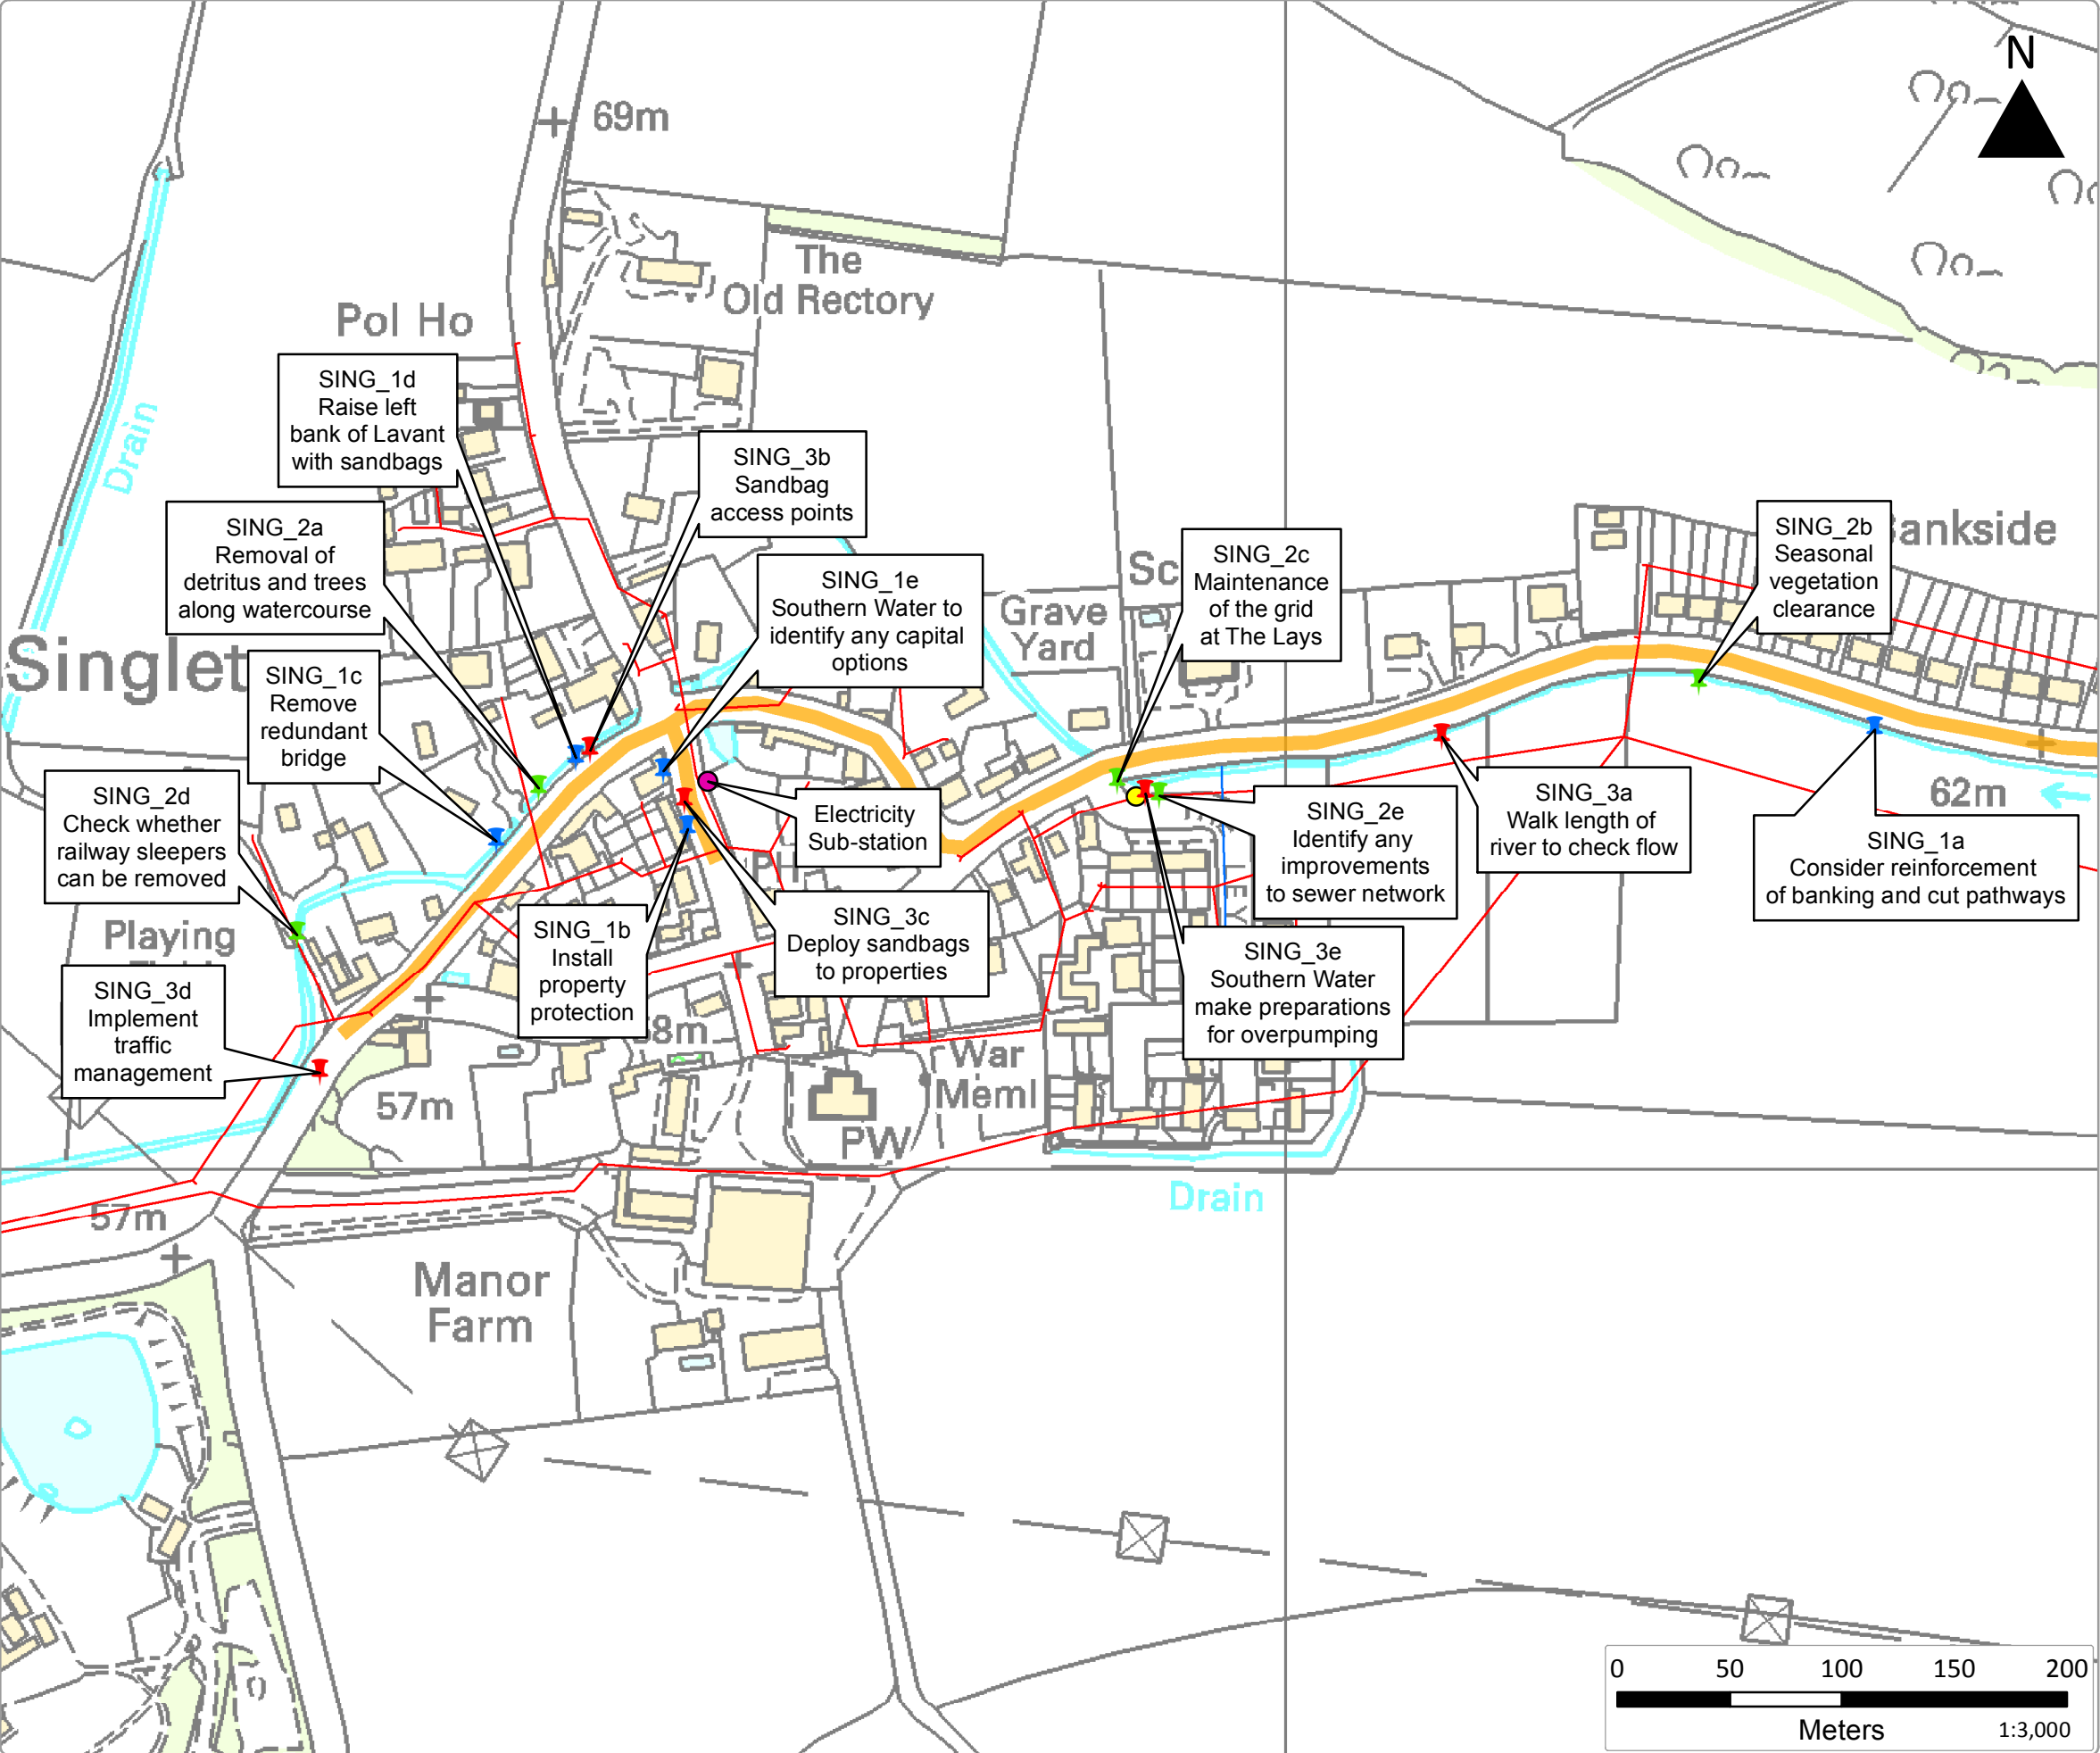 N
69m
The
Old Rectory
Pol Ho
SING_1d
Raise left
bank of Lavant
with sandbags
Drain
SING_3b
Sandbag
access points
SING_2a
Removal of
detritus and trees
along watercourse
SING_2b
Seasonal
vegetation
clearance
ankside
SING_2c
Maintenance
of the grid
at The Lays
Sc
SING_1e
Southern Water to
identify any capital
options
Grave
Yard
Singlet
SING_1c
Remove
redundant
bridge
SING_2d
Check whether
railway sleepers
can be removed
Electricity
Sub-station
PH
SING_2e
Identify any
improvements
to sewer network
SING_3a
Walk length of
river to check flow
62m
SING_1a
Consider reinforcement
of banking and cut pathways
Playing
SING_1b
Install
property
protection
SING_3c
Deploy sandbags
to properties
SING_3e
Southern Water
make preparations
for overpumping
SING_3d
Implement
traffic
management
8m
War
Meml
57m
PW
Drain
57m
Manor
Farm
0 50 100 150 200
Meters
1:3,000